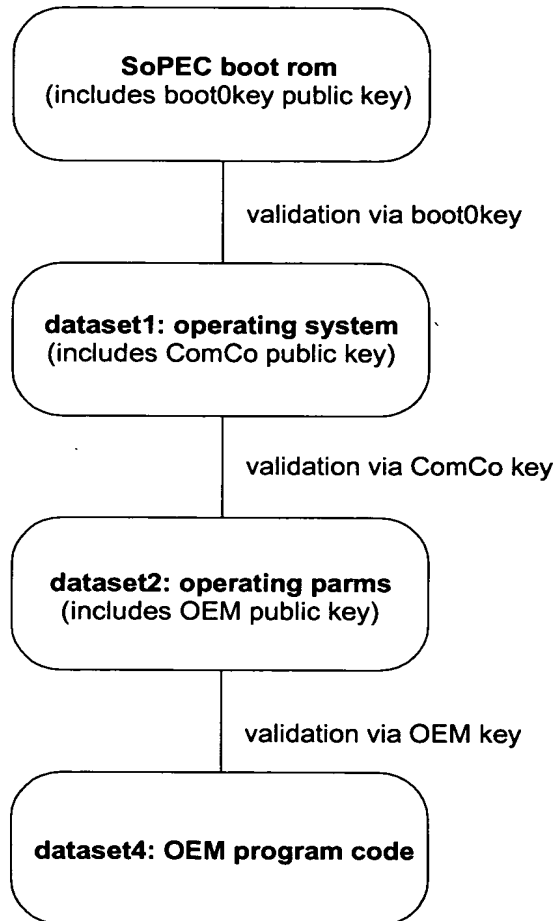 SoPEC boot rom
(includes boot0key public key)
validation via boot0key
dataset1: operating system
(includes ComCo public key)
validation via ComCo key
dataset2: operating parms
(includes OEM public key)
validation via OEM key
dataset4: OEM program code